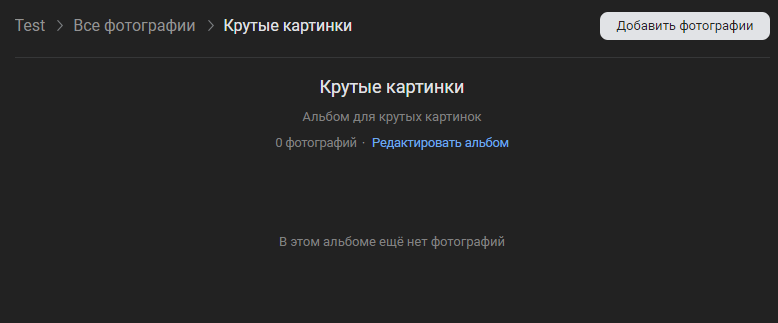 Test > Все фотографии > Крутые картинки Добавить фотографии
Крутые картинки
Альбом для крутых картинок
0 фотографий · Редактировать альбом
В этом альбоме ещё нет фотографий